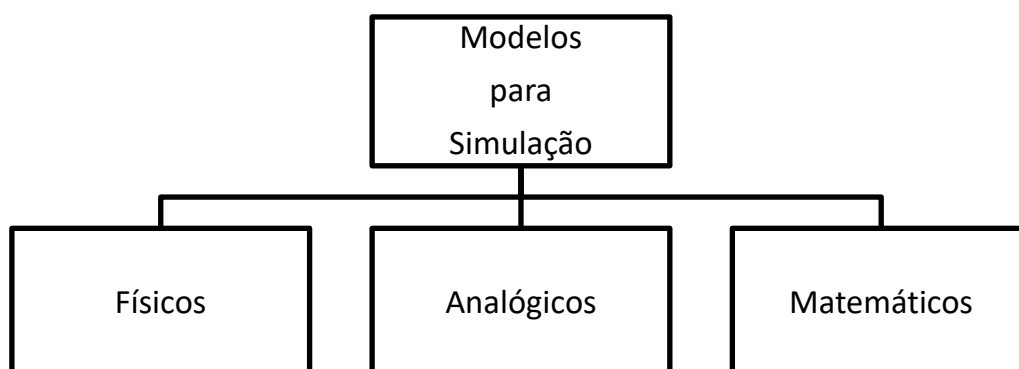 Modelos
para
Simulação
Físicos
Analógicos
Matemáticos